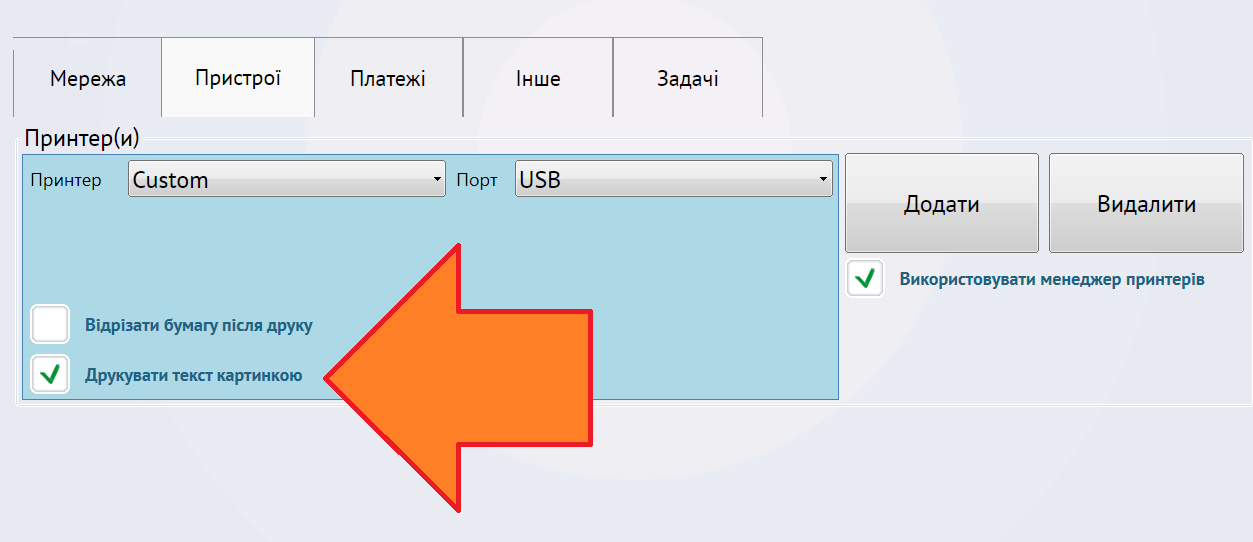 Мережа Пристрої Платежі Інше Задачі
Принтер(и)
Принтер Custom Порт USB
Додати Видалити
Використовувати менеджер принтерів
Відрізати бумагу після друку
Друкувати текст картинкою